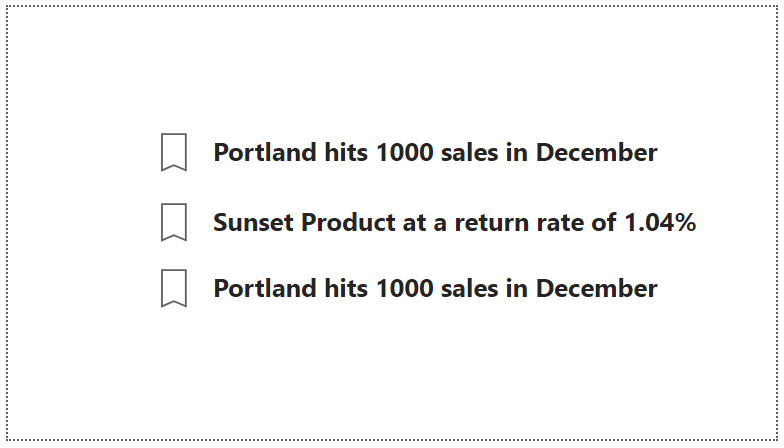 Portland hits 1000 sales in December
Sunset Product at a return rate of 1.04%
Portland hits 1000 sales in December